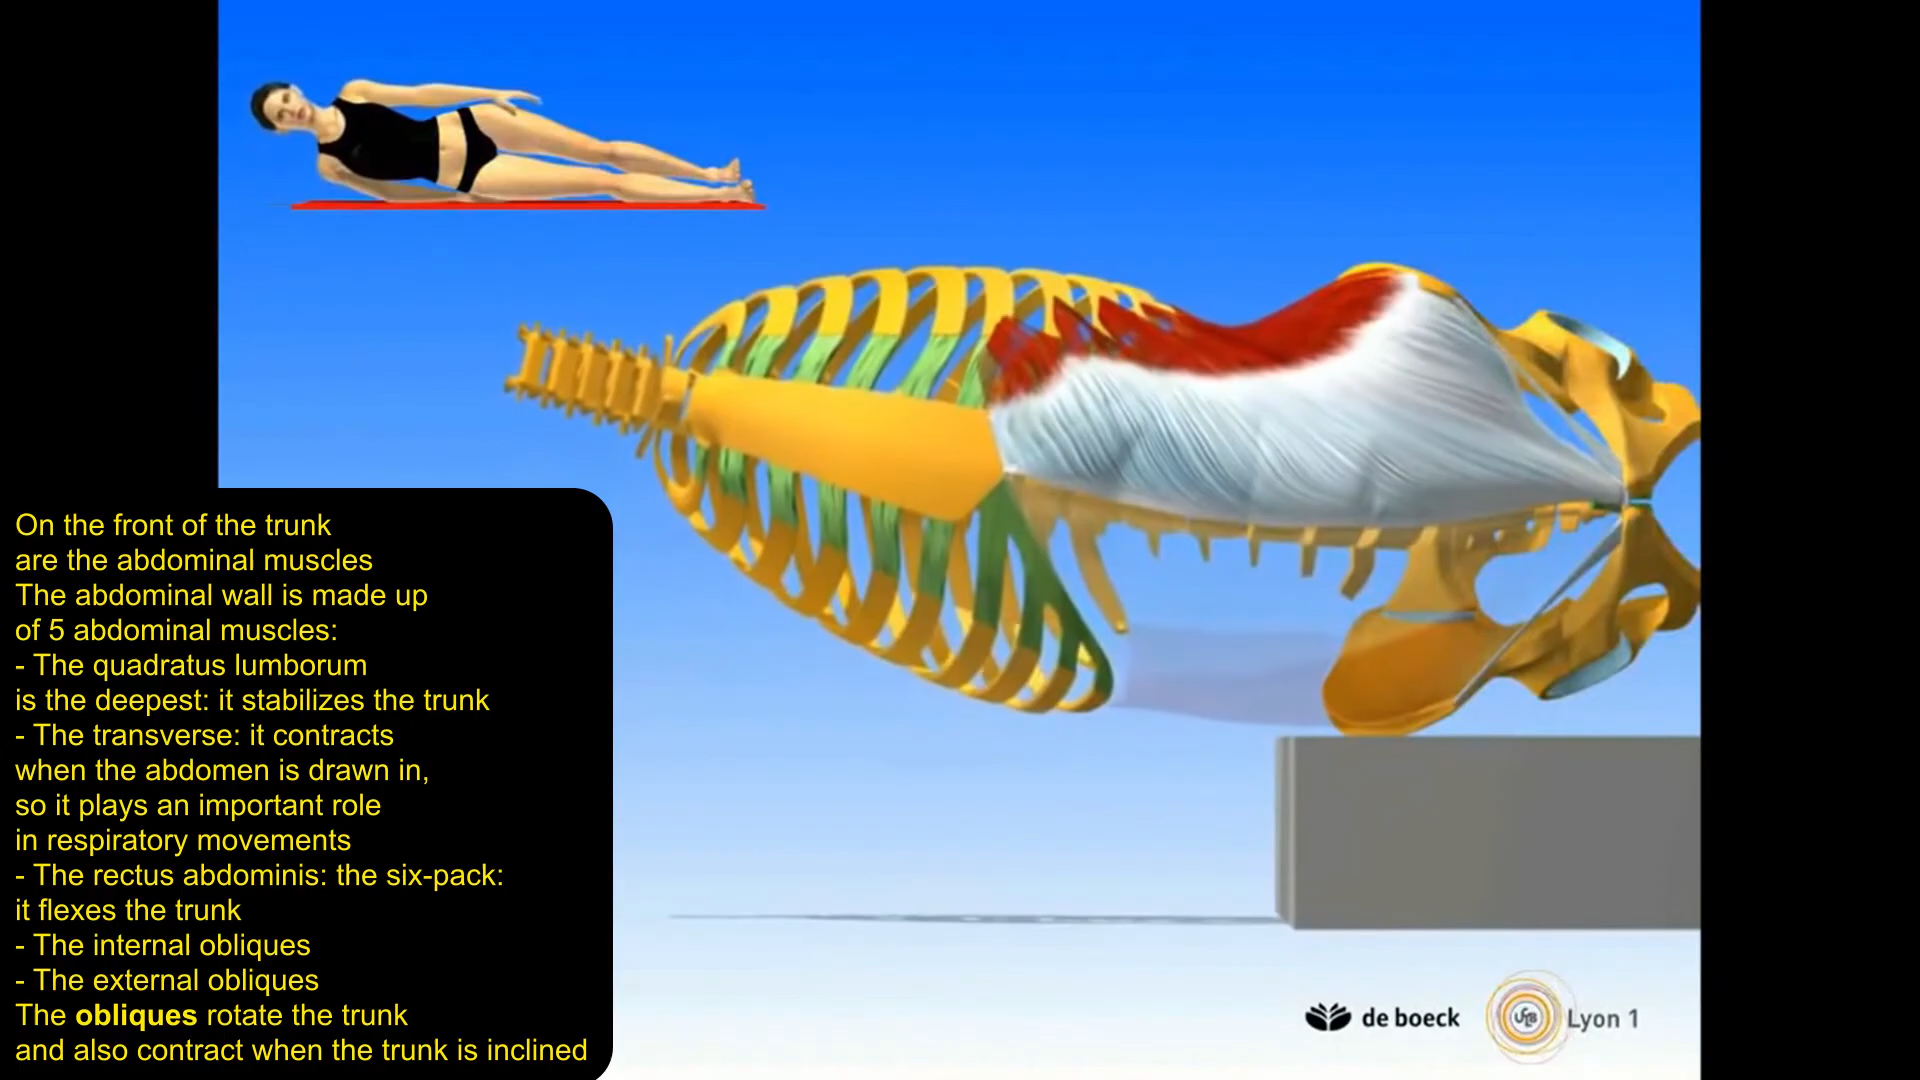 On the front of the trunk
are the abdominal muscles
The abdominal wall is made up
of 5 abdominal muscles:
- The quadratus lumborum
is the deepest: it stabilizes the trunk
- The transverse: it contracts
when the abdomen is drawn in,
so it plays an important role
in respiratory movements
- The rectus abdominis: the six-pack:
it flexes the trunk
- The internal obliques
- The external obliques
The obliques rotate the trunk
and also contract when the trunk is inclined
de boeck
Lyon 1